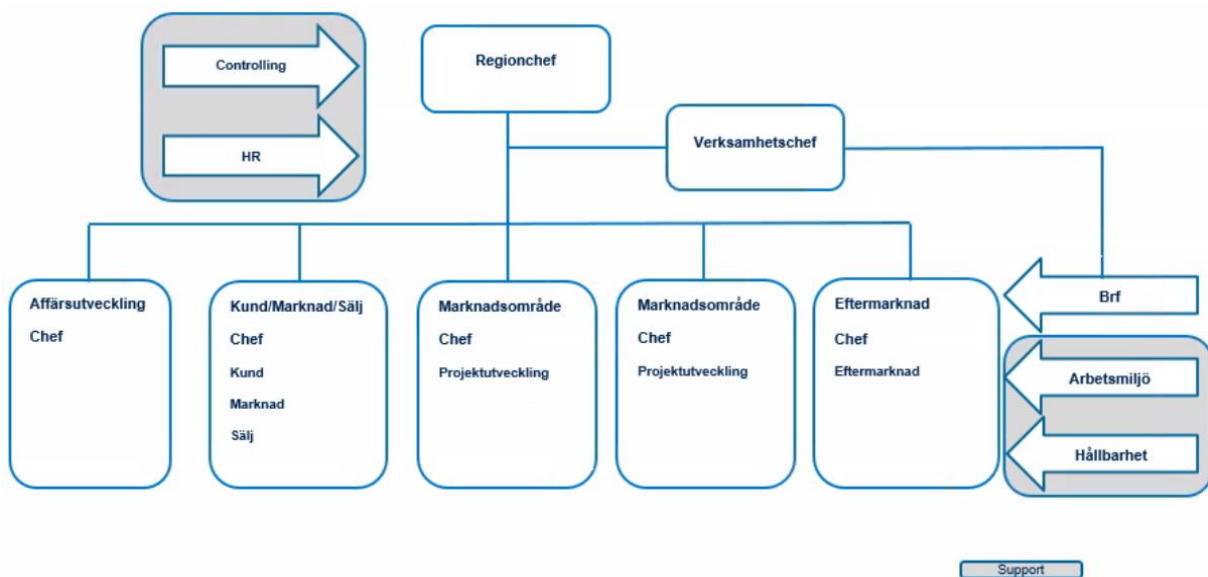 Controlling
HR
Regionchef
Verksamhetschef
Affärsutveckling
Chef
Kund/Marknad/Sälj
Chef
Kund
Marknad
Sälj
Marknadsområde
Chef
Projektutveckling
Marknadsområde
Chef
Projektutveckling
Eftermarknad
Chef
Eftermarknad
Brf
Arbetsmiljö
Hållbarhet
Support